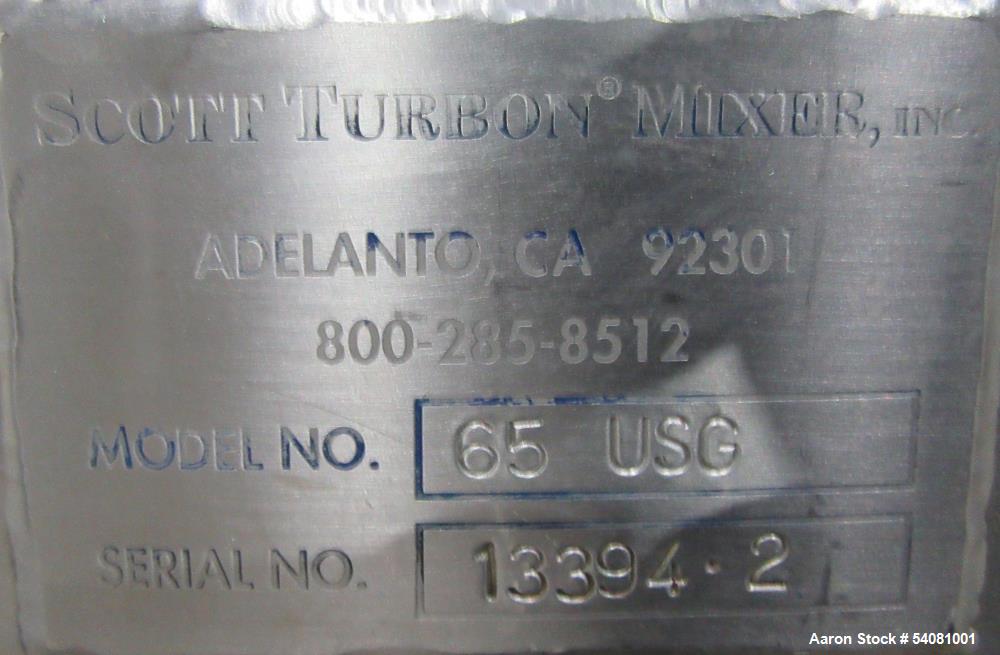 SCOTT TURBON® MIXER, INC.
ADELANTO, CA 92301
800-285-8512
MODEL NO. 65 USG
SERIAL NO. 13394·2
Aaron Stock # 54081001